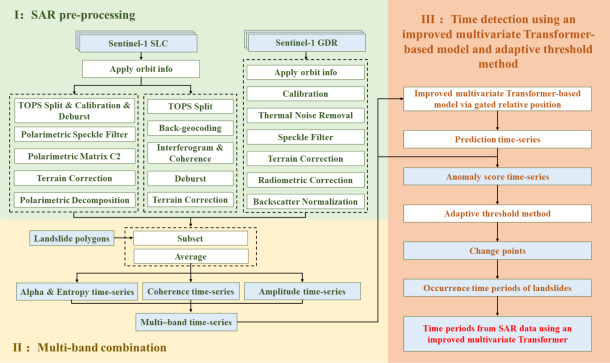 I： SAR pre-processing
Sentinel-1 SLC
Sentinel-1 GDR
Apply orbit info
TOPS Split & Calibration &
Deburst
Polarimetric Speckle Filter
Polarimetric Matrix C2
Terrain Correction
Polarimetric Decomposition
TOPS Split
Back-geocoding
Interferogram &
Coherence
Deburst
Terrain Correction
Apply orbit info
Calibration
Thermal Noise Removal
Speckle Filter
Terrain Correction
Radiometric Correction
Backscatter Normalization
Landslide polygons
Subset
Average
Alpha & Entropy time-series
Coherence time-series
Amplitude time-series
Multi–band time-series
II： Multi-band combination
III： Time detection using an
improved multivariate Transformer-
based model and adaptive threshold
method
Improved multivariate Transformer-based
model via gated relative position
Prediction time-series
Anomaly score time-series
Adaptive threshold method
Change points
Occurrence time periods of landslides
Time periods from SAR data using an
improved multivariate Transformer